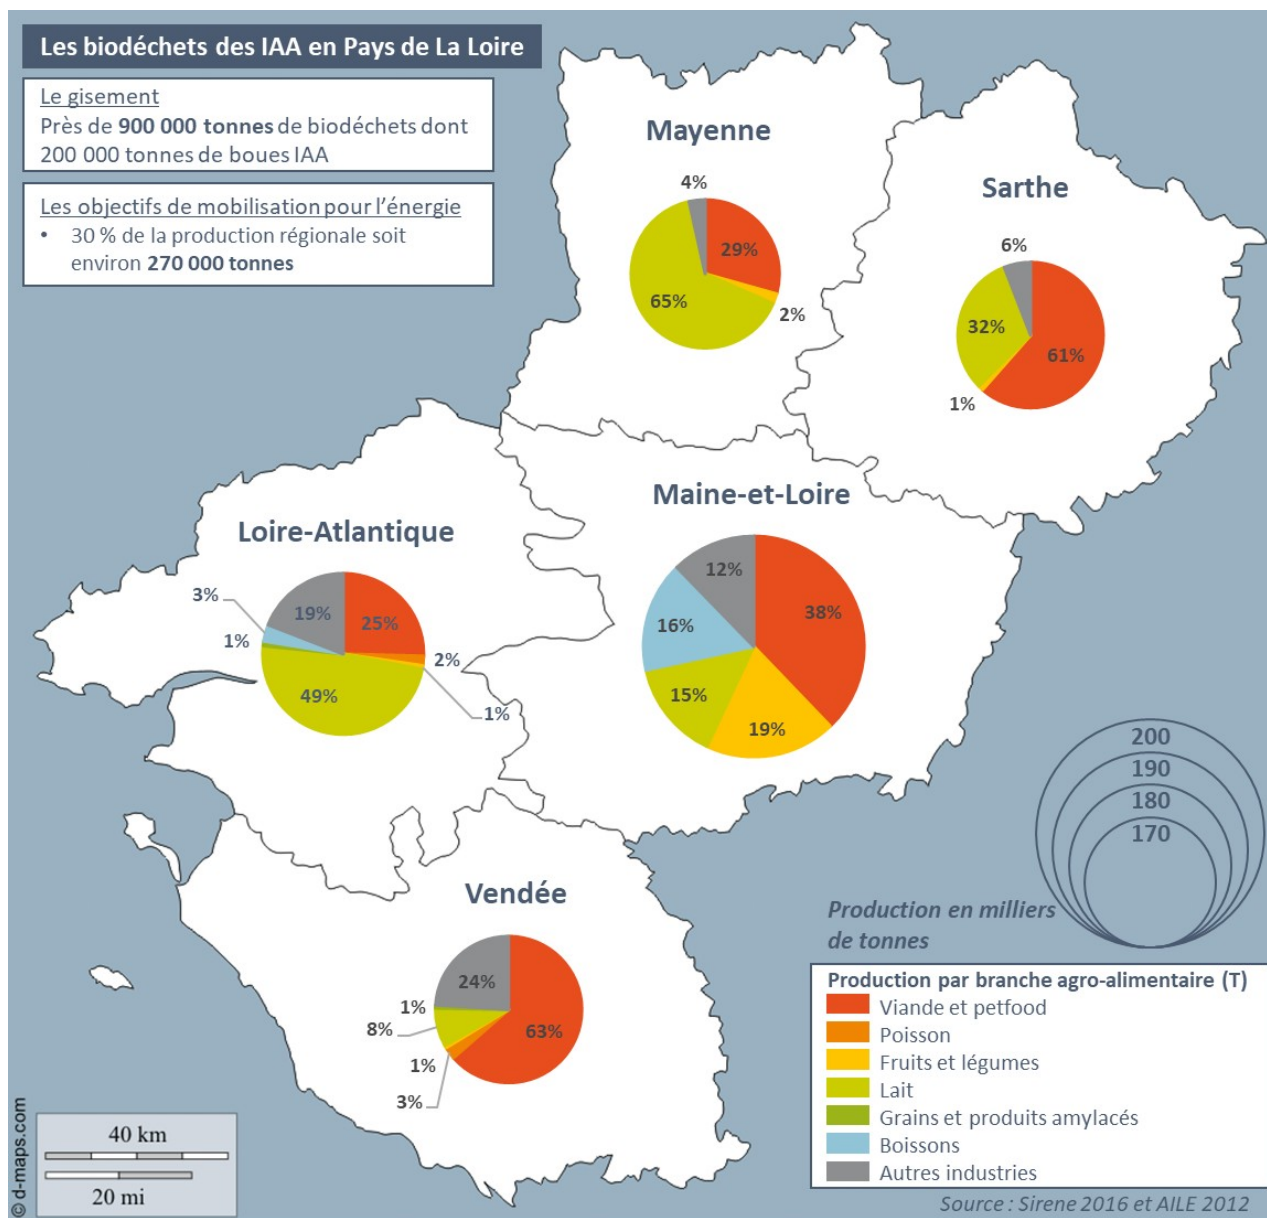 Les biodéchets des IAA en Pays de La Loire
Le gisement
Près de 900 000 tonnes de biodéchets dont
200 000 tonnes de boues IAA
Les objectifs de mobilisation pour l'énergie
• 30 % de la production régionale soit
environ 270 000 tonnes
Mayenne
4%
29%
65%
2%
Sarthe
6%
32%
61%
1%
Loire-Atlantique
3%
19%
25%
1%
2%
49%
1%
Maine-et-Loire
12%
38%
16%
15%
19%
Vendée
24%
1%
8%
63%
1%
3%
200
190
180
170
Production en milliers
de tonnes
Production par branche agro-alimentaire (T)
Viande et petfood
Poisson
Fruits et légumes
Lait
Grains et produits amylacés
Boissons
Autres industries
Source : Sirene 2016 et AILE 2012
40 km
20 mi
© d-maps.com